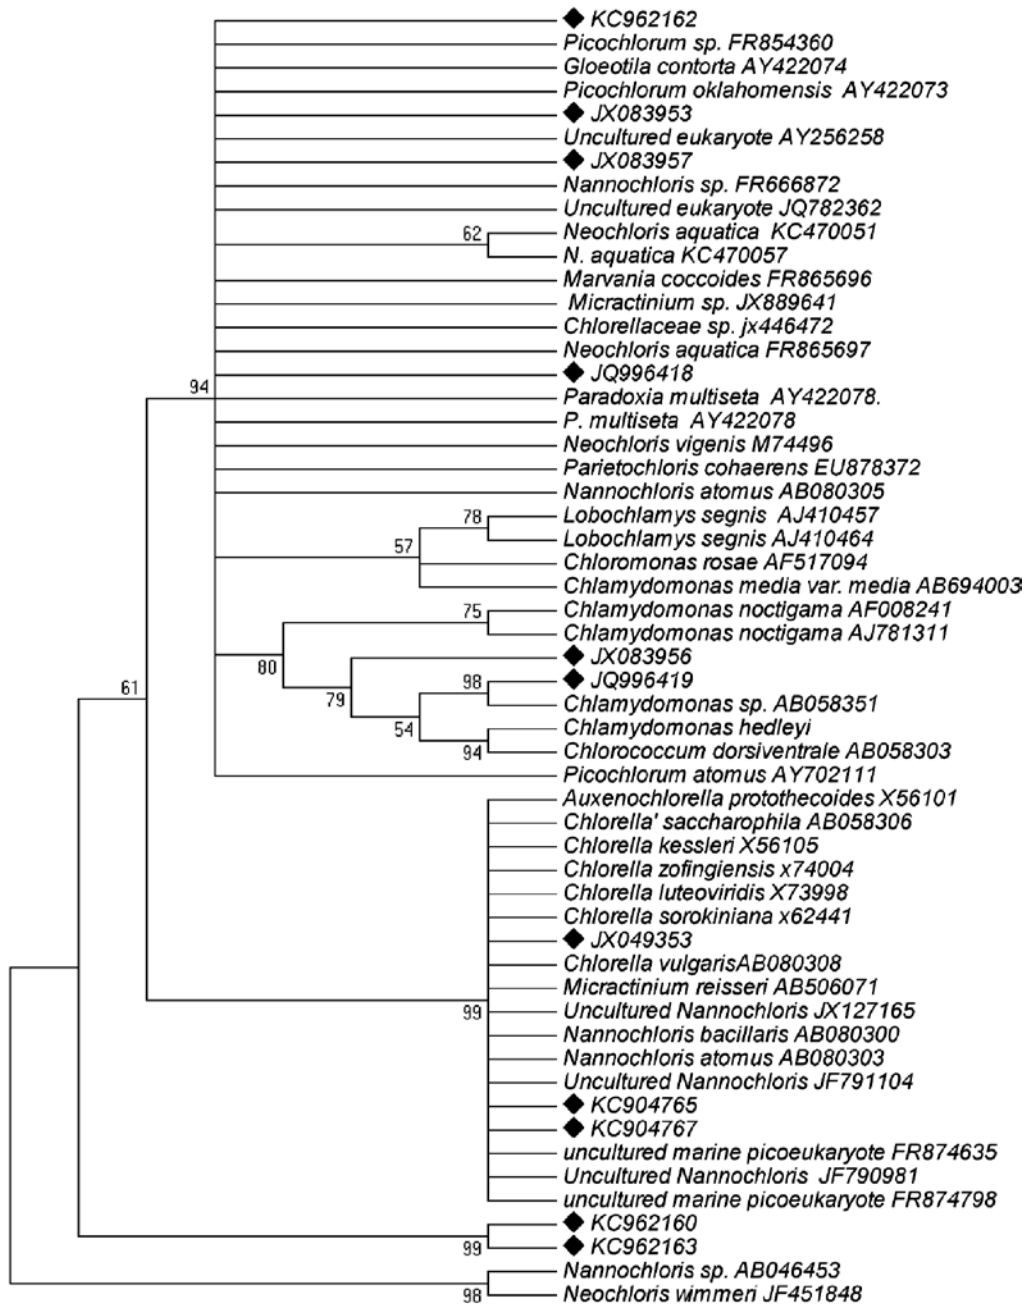 KC962162
Picochlorum sp. FR854360
Gloeotila contorta AY422074
Picochlorum oklahomensis AY422073
JX083953
Uncultured eukaryote AY256258
JX083957
Nannochloris sp. FR666872
Uncultured eukaryote JQ782362
62 Neochloris aquatica KC470051
N. aquatica KC470057
Marvania coccoides FR865696
Micractinium sp. JX889641
Chlorellaceae sp. jx446472
Neochloris aquatica FR865697
JQ996418
94 Paradoxia multiseta AY422078.
P. multiseta AY422078
Neochloris vigenis M74496
Parietochloris cohaerens EU878372
Nannochloris atomus AB080305
78 Lobochlamys segnis AJ410457
Lobochlamys segnis AJ410464
57 Chloromonas rosae AF517094
Chlamydomonas media var. media AB694003
75 Chlamydomonas noctigama AF008241
Chlamydomonas noctigama AJ781311
80 JX083956
61 98 JQ996419
79 Chlamydomonas sp. AB058351
54 Chlamydomonas hedleyi
94 Chlorococcum dorsiventrale AB058303
Picochlorum atomus AY702111
Auxenochlorella protothecoides X56101
Chlorella' saccharophila AB058306
Chlorella kessleri X56105
Chlorella zofingiensis x74004
Chlorella luteoviridis X73998
Chlorella sorokiniana x62441
JX049353
Chlorella vulgarisAB080308
Micractinium reisseri AB506071
99 Uncultured Nannochloris JX127165
Nannochloris bacillaris AB080300
Nannochloris atomus AB080303
Uncultured Nannochloris JF791104
KC904765
KC904767
uncultured marine picoeukaryote FR874635
Uncultured Nannochloris JF790981
uncultured marine picoeukaryote FR874798
KC962160
99 KC962163
Nannochloris sp. AB046453
98 Neochloris wimmeri JF451848